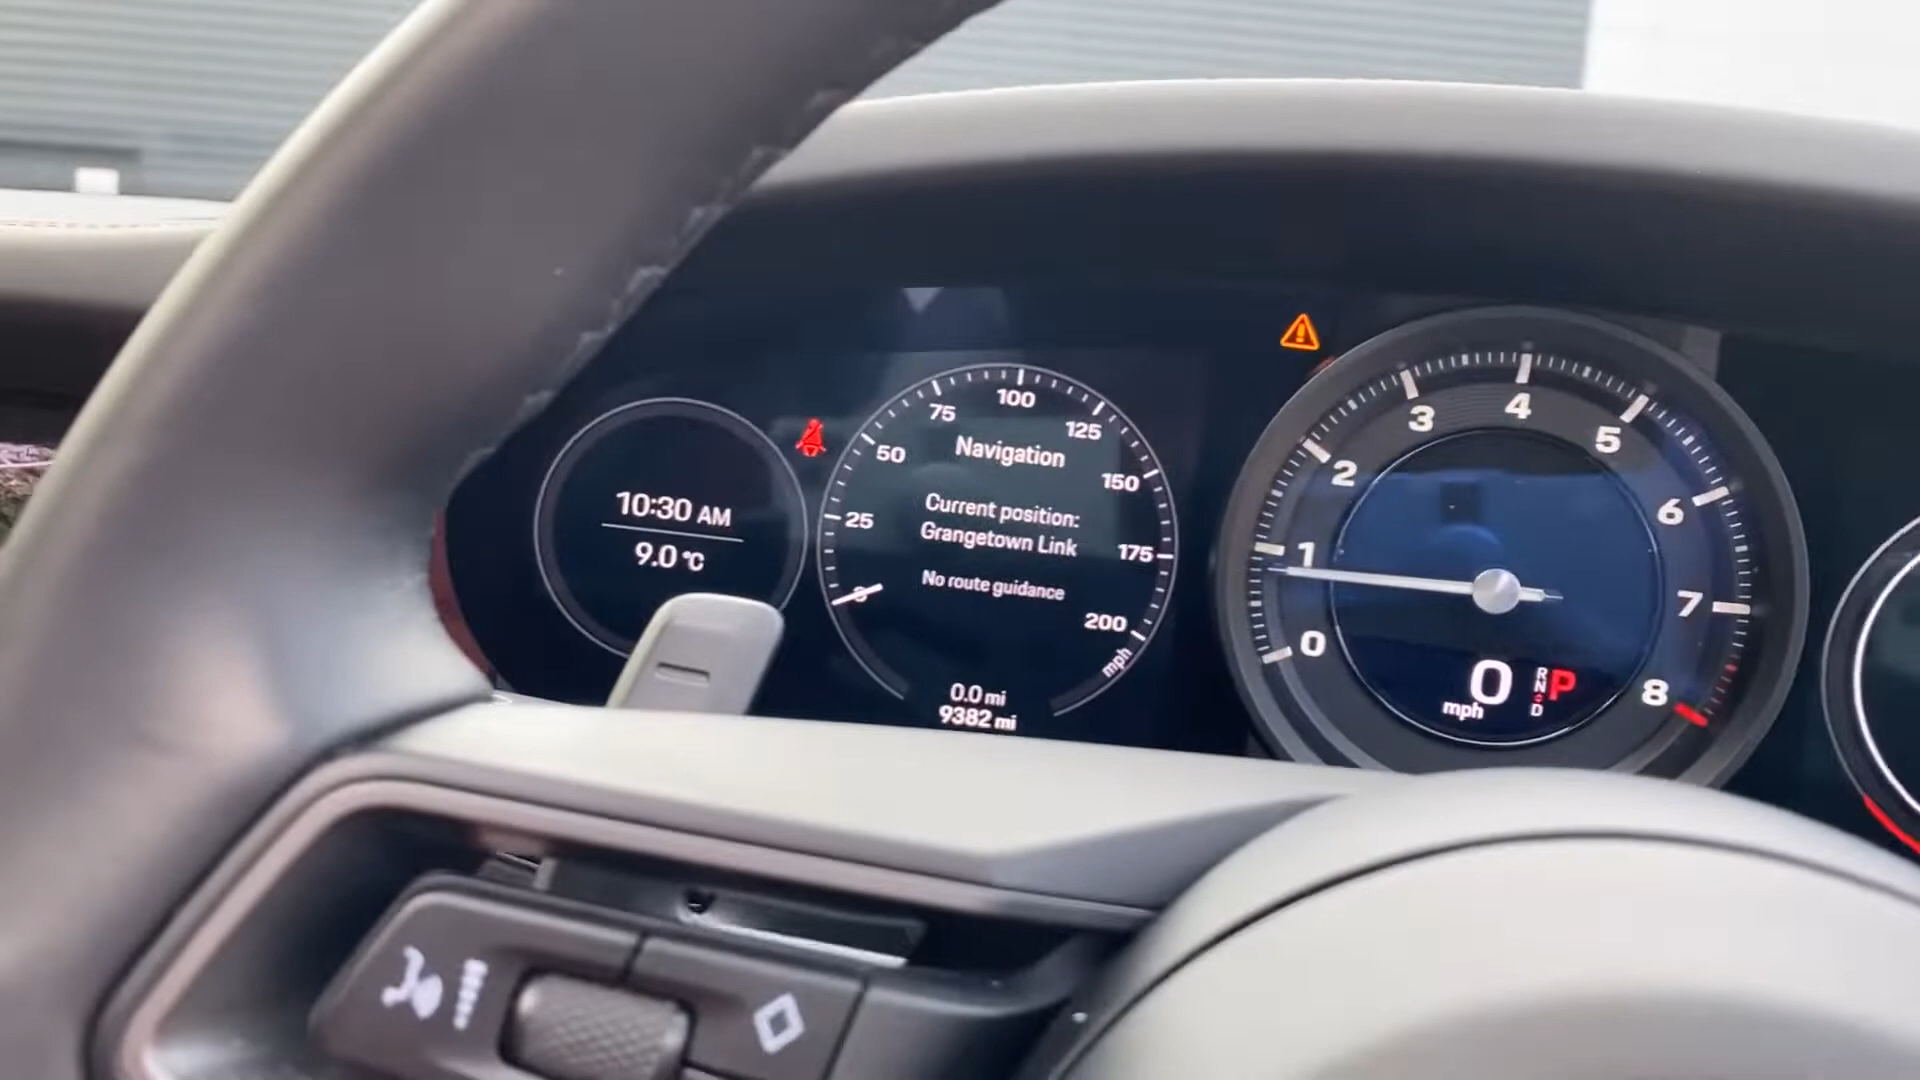 10:30 AM
9.0 °C
0
25
50
75
100
125
150
175
200
mph
Navigation
Current position:
Grangetown Link
No route guidance
0.0 mi
9382 mi
0
1
2
3
4
5
6
7
8
0
mph
R
N
D
P